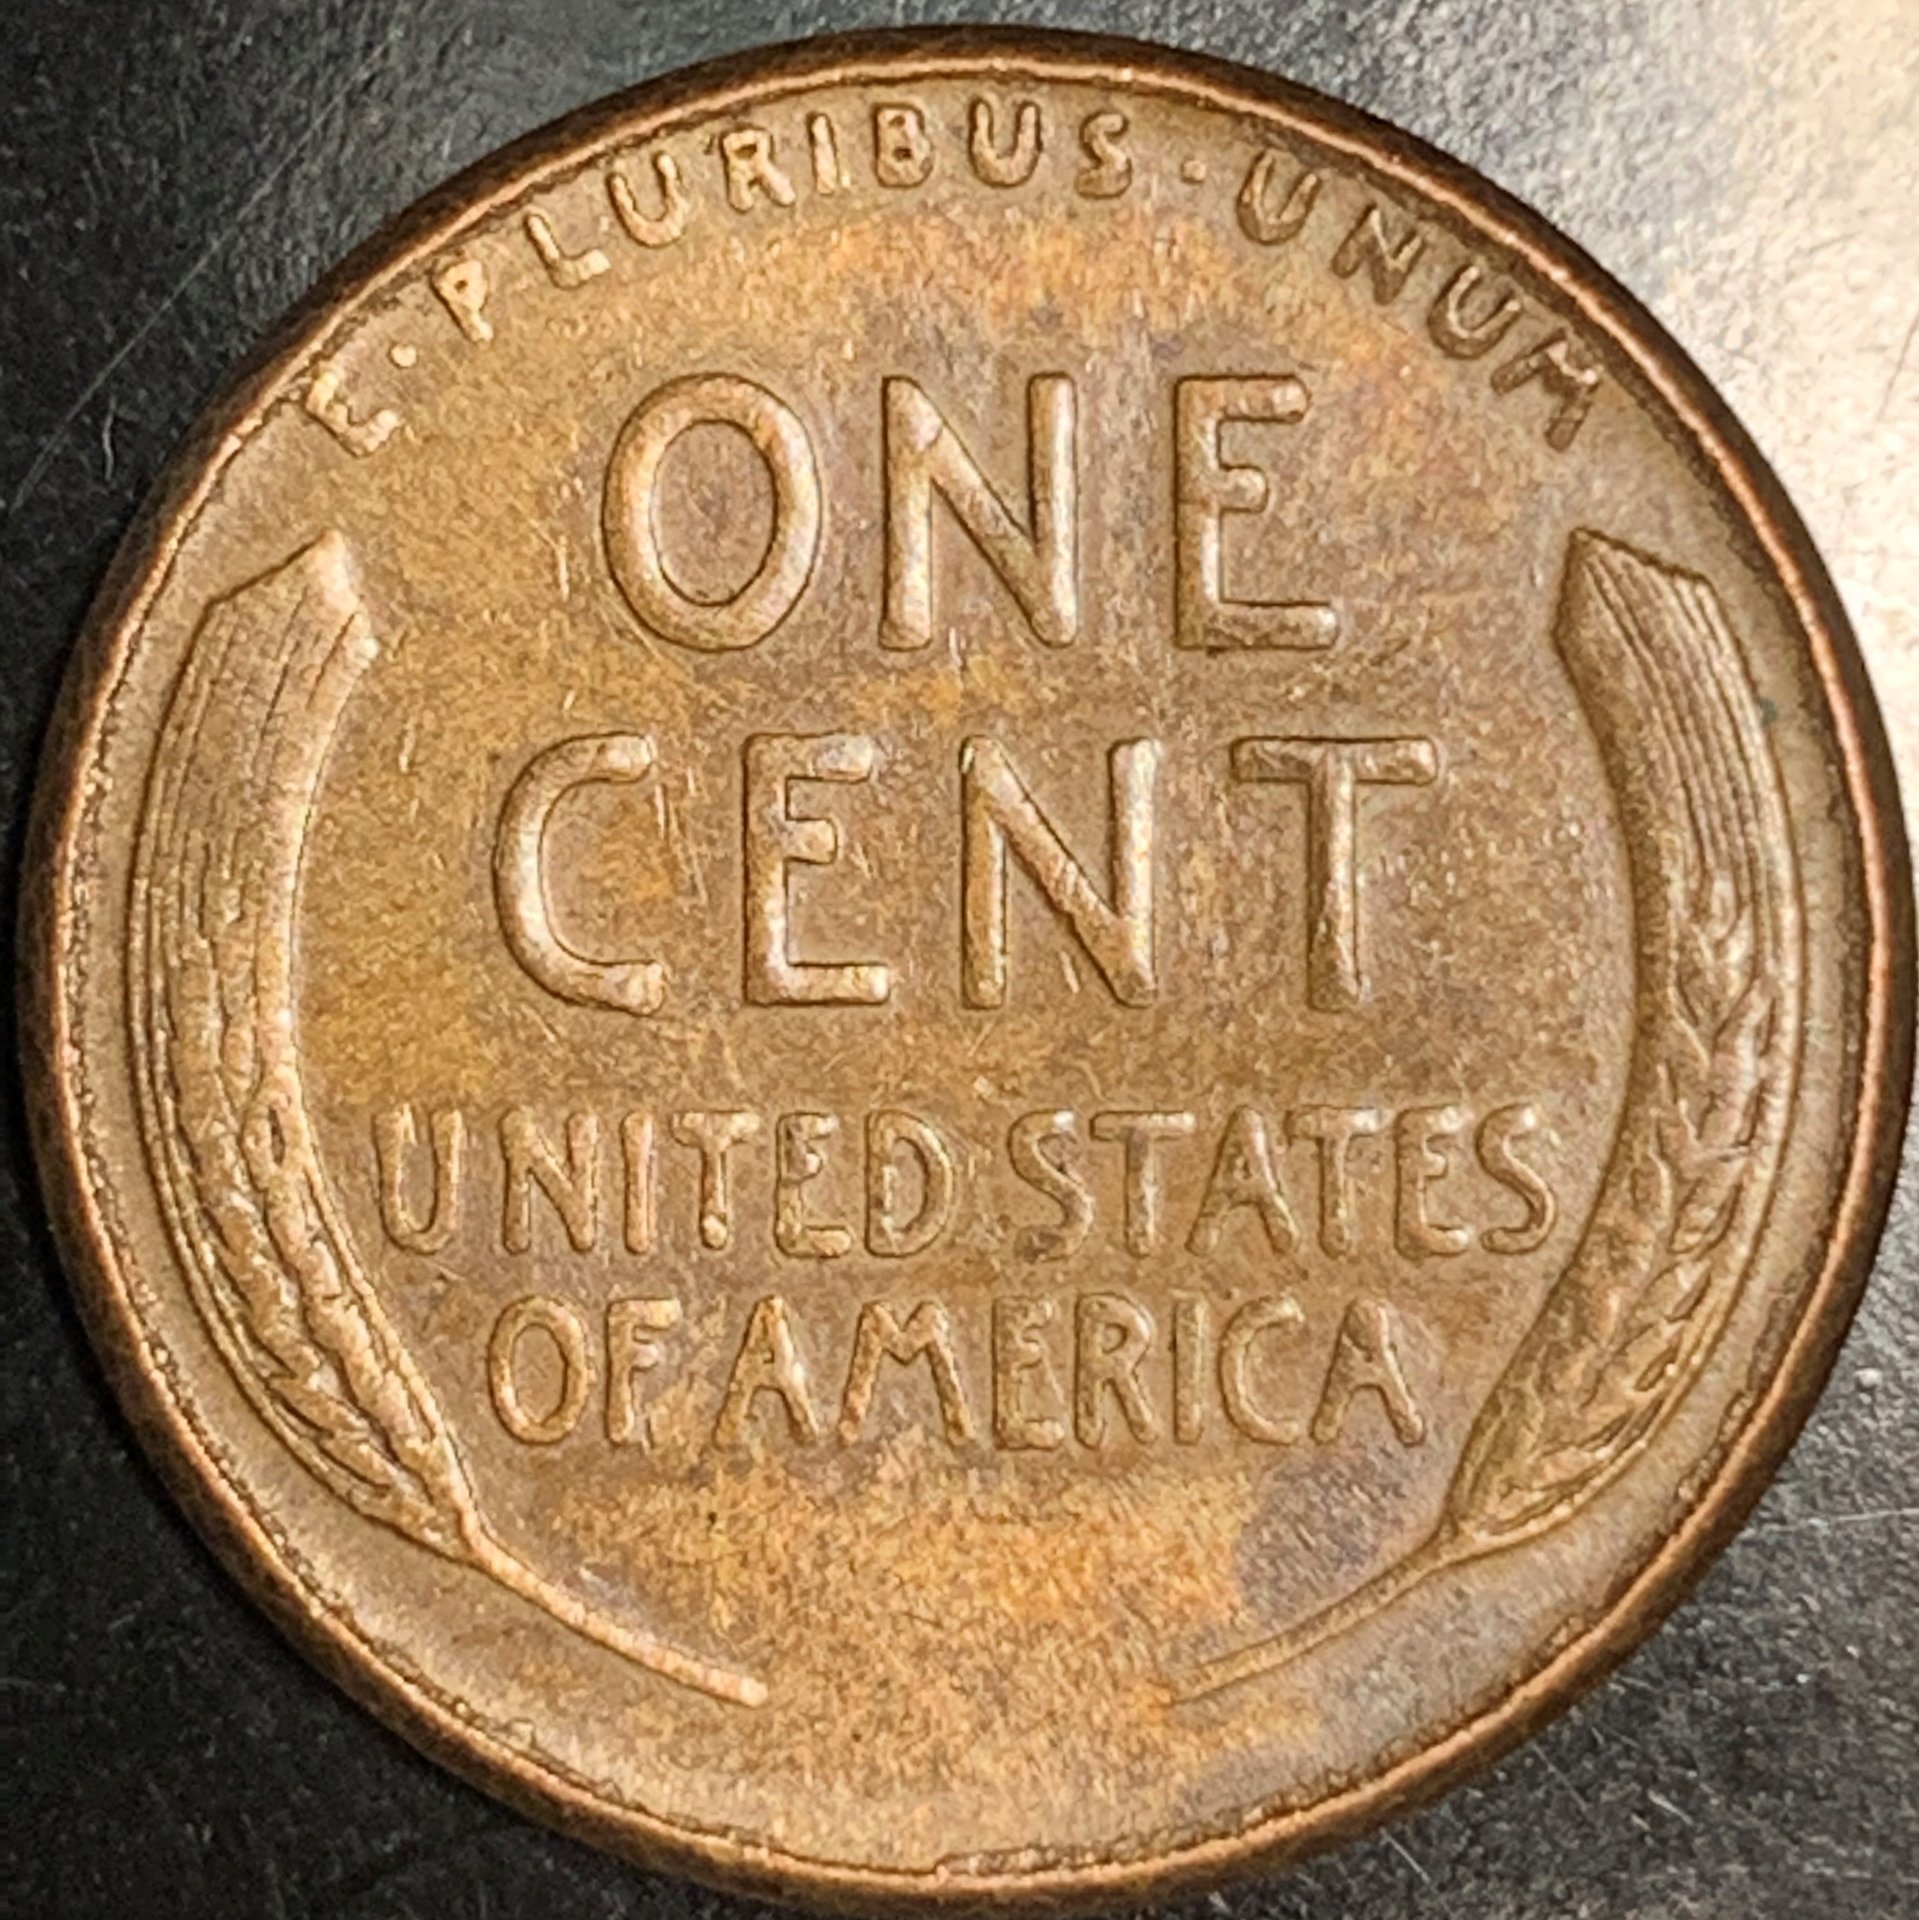 E·PLURIBUS·UNUM
ONE
CENT
UNITED STATES
OF AMERICA